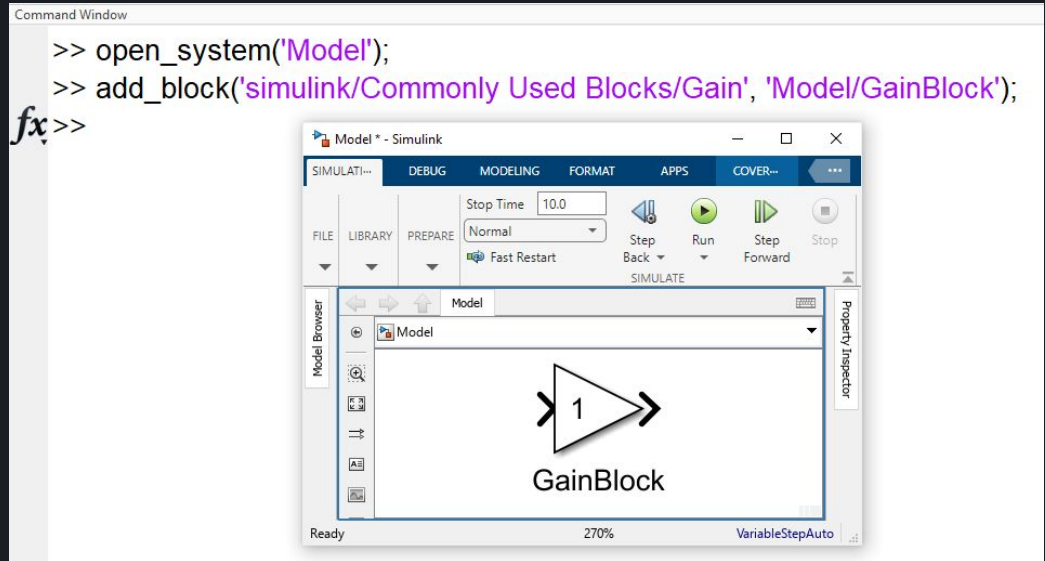 Command Window
>> open_system('Model');
>> add_block('simulink/Commonly Used Blocks/Gain', 'Model/GainBlock');
fx >>
Model * - Simulink
SIMULATI··· DEBUG MODELING FORMAT APPS COVER··· ···
FILE
LIBRARY
PREPARE
Stop Time 10.0
Normal
Fast Restart
Step Back
Run
Step Forward
Stop
SIMULATE
Model Browser
Model
Model
Property Inspector
1
GainBlock
Ready 270% VariableStepAuto